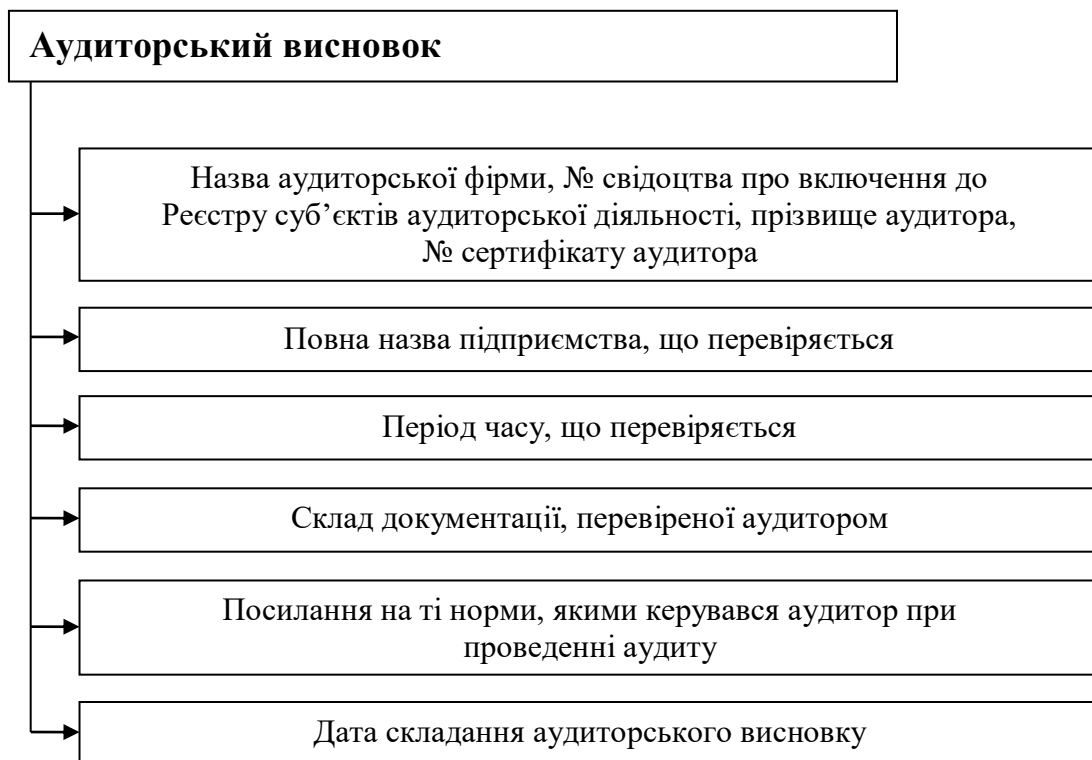 Аудиторський висновок
Назва аудиторської фірми, № свідоцтва про включення до
Реєстру суб’єктів аудиторської діяльності, прізвище аудитора,
№ сертифікату аудитора
Повна назва підприємства, що перевіряється
Період часу, що перевіряється
Склад документації, перевіреної аудитором
Посилання на ті норми, якими керувався аудитор при
проведенні аудиту
Дата складання аудиторського висновку